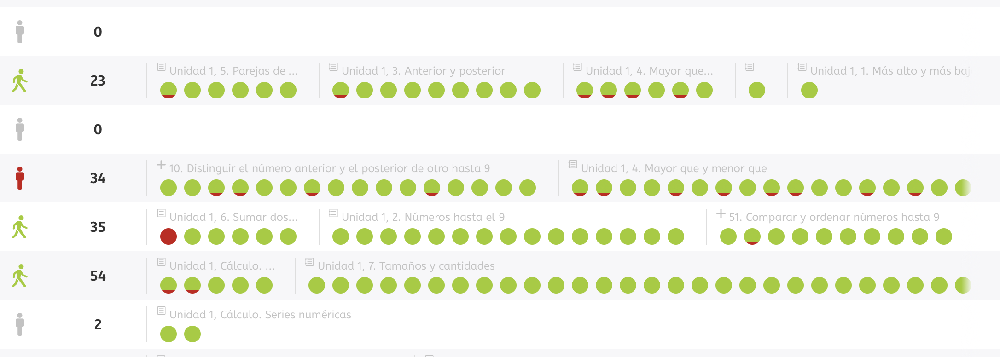 0
23
Unidad 1, 5. Parejas de ...
Unidad 1, 3. Anterior y posterior
Unidad 1, 4. Mayor que...
Unidad 1, 1. Más alto y más baj
0
34
10. Distinguir el número anterior y el posterior de otro hasta 9
Unidad 1, 4. Mayor que y menor que
35
Unidad 1, 6. Sumar dos...
Unidad 1, 2. Números hasta el 9
51. Comparar y ordenar números hasta 9
54
Unidad 1, Cálculo. ...
Unidad 1, 7. Tamaños y cantidades
2
Unidad 1, Cálculo. Series numéricas